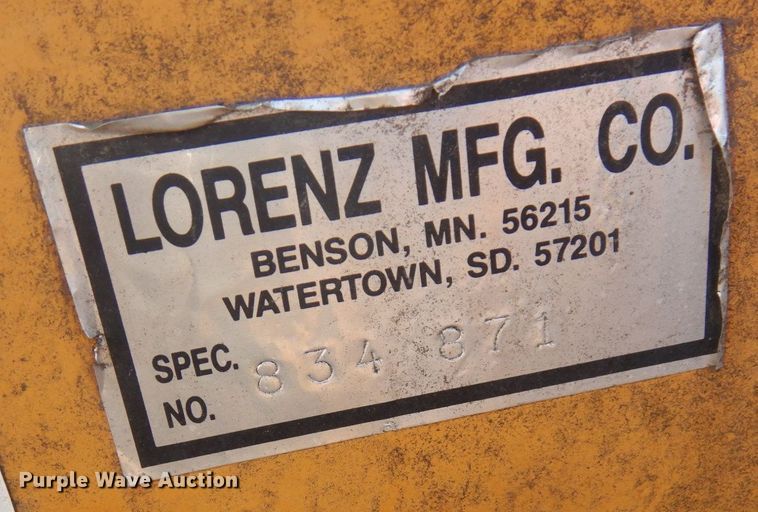 LORENZ MFG. CO.
BENSON, MN. 56215
WATERTOWN, SD. 57201
SPEC. 834 871
NO.
Purple Wave Auction